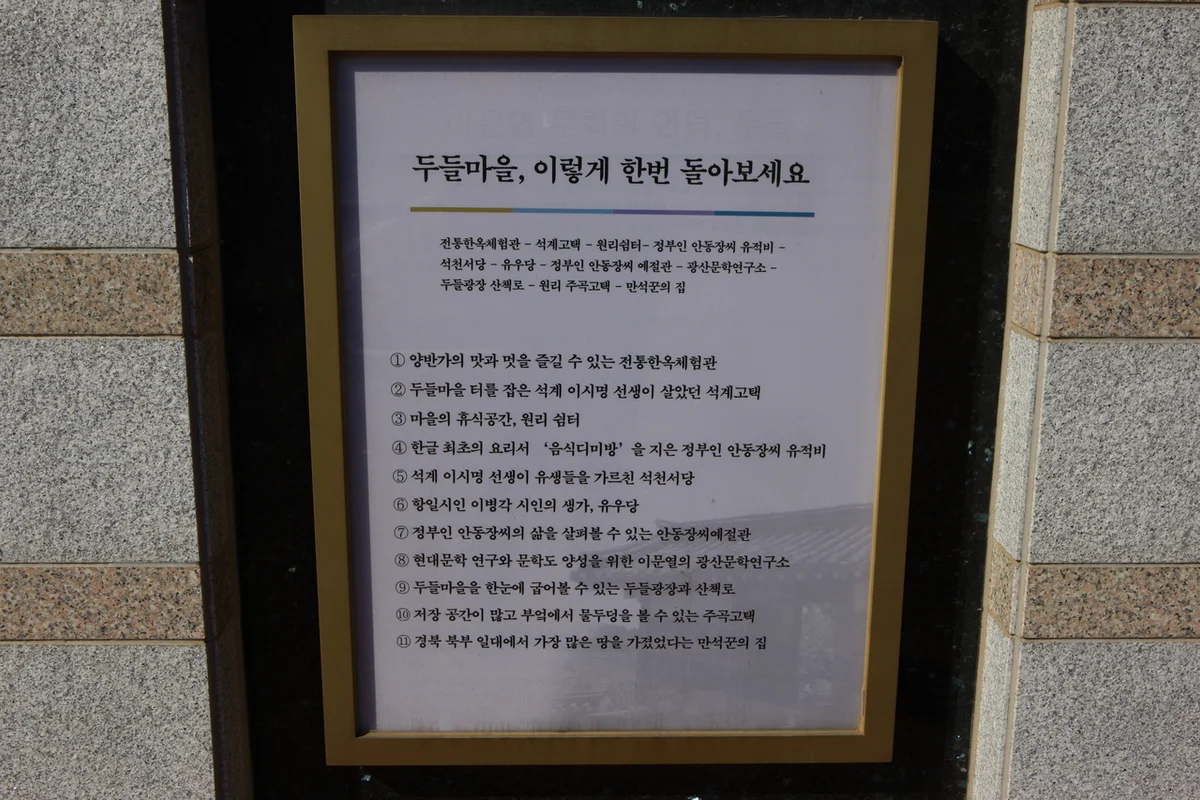 두들마을, 이렇게 한번 돌아보세요
전통한옥체험관 - 석계고택 - 원리쉼터- 정부인 안동장씨 유적비 -
석천서당 - 유우당 - 정부인 안동장씨 예절관 - 광산문학연구소 -
두들광장 산책로 - 원리 주곡고택 - 만석꾼의 집
① 양반가의 맛과 멋을 즐길 수 있는 전통한옥체험관
② 두들마을 터를 잡은 석계 이시명 선생이 살았던 석계고택
③ 마을의 휴식공간, 원리 쉼터
④ 한글 최초의 요리서 ‘음식디미방’을 지은 정부인 안동장씨 유적비
⑤ 석계 이시명 선생이 유생들을 가르친 석천서당
⑥ 항일시인 이병각 시인의 생가, 유우당
⑦ 정부인 안동장씨의 삶을 살펴볼 수 있는 안동장씨예절관
⑧ 현대문학 연구와 문학도 양성을 위한 이문열의 광산문학연구소
⑨ 두들마을을 한눈에 굽어볼 수 있는 두들광장과 산책로
⑩ 저장 공간이 많고 부엌에서 물두덩을 볼 수 있는 주곡고택
⑪ 경북 북부 일대에서 가장 많은 땅을 가졌었다는 만석꾼의 집